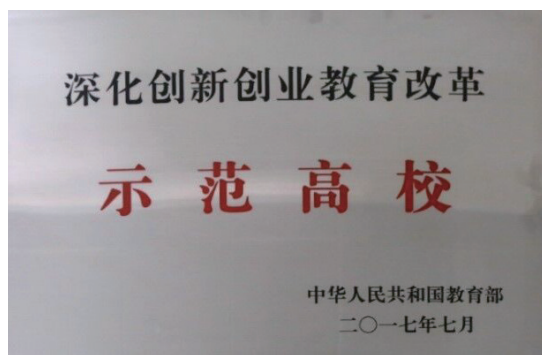 深化创新创业教育改革
示范高校
中华人民共和国教育部
二〇一七年七月